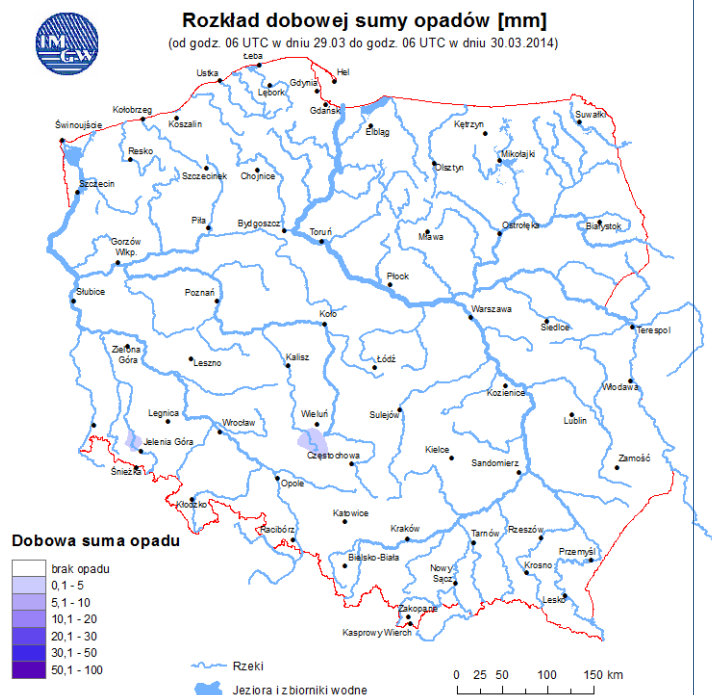 IM
GW
Rozkład dobowej sumy opadów [mm]
(od godz. 06 UTC w dniu 29.03 do godz. 06 UTC w dniu 30.03.2014)
Łeba
Ustka
Hel
Gdynia
Lębork
Gdańsk
Kołobrzeg
Koszalin
Świnoujście
Elbląg
Kętrzyn
Suwałki
Resko
Szczecinek
Chojnice
Olsztyn
Mikołajki
Szczecin
Piła
Bydgoszcz
Toruń
Mława
Ostrołęka
Białystok
Gorzów
Wlkp.
Płock
Słubice
Poznań
Koło
Warszawa
Siedlce
Terespol
Zielona
Góra
Leszno
Kalisz
Łódź
Kozienice
Włodawa
Legnica
Wrocław
Wieluń
Sulejów
Lublin
Jelenia Góra
Śnieżka
Częstochowa
Kielce
Sandomierz
Zamość
Opole
Kłodzko
Katowice
Racibórz
Kraków
Tarnów
Rzeszów
Przemyśl
Bielsko-Biała
Nowy
Sącz
Krosno
Lesko
Zakopane
Kasprowy Wierch
Dobowa suma opadu
brak opadu
0,1 - 5
5,1 - 10
10,1 - 20
20,1 - 30
30,1 - 50
50,1 - 100
Rzeki
Jeziora i zbiorniki wodne
0 25 50 100 150 km